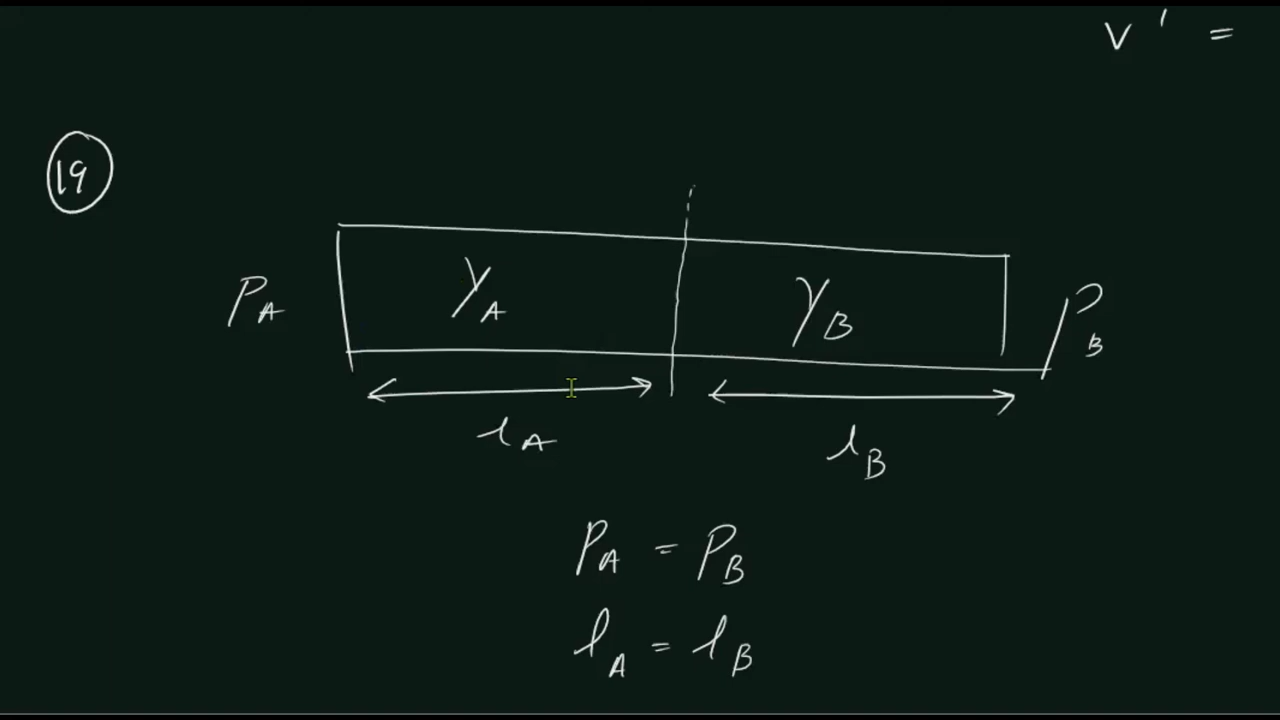 v' =
19
P_A γ_A γ_B P_B
l_A l_B
P_A = P_B
l_A = l_B